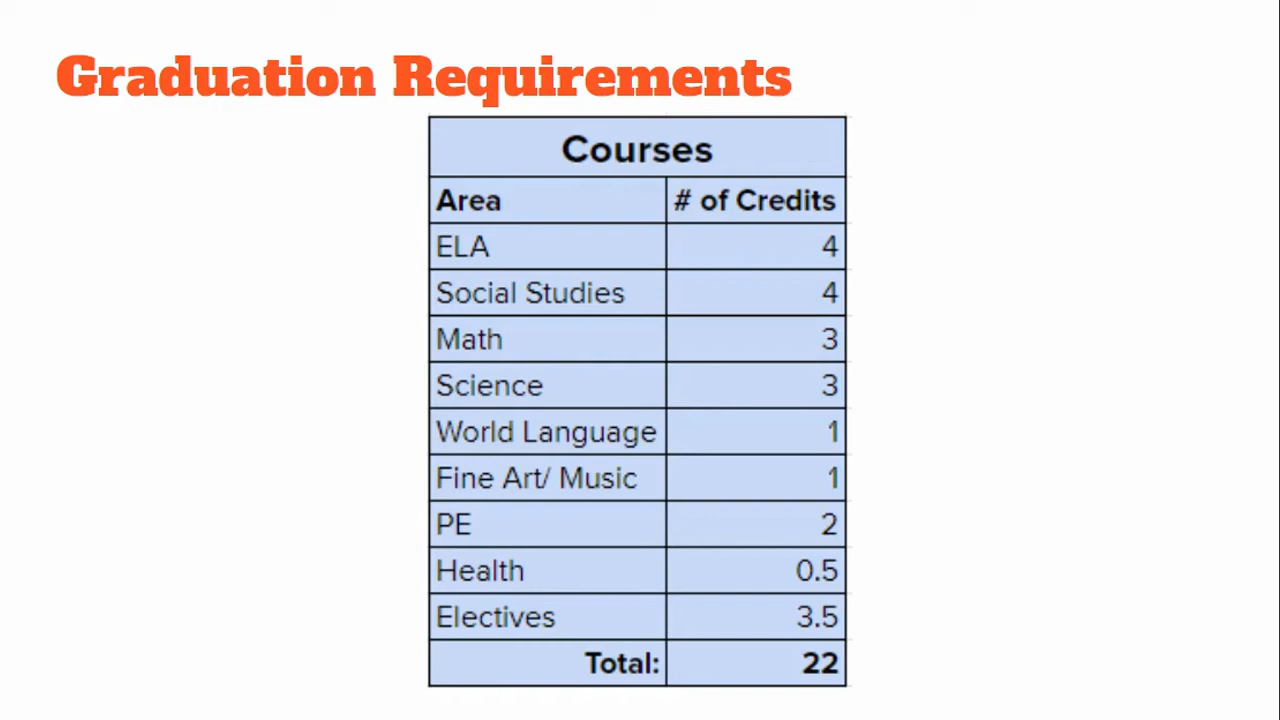 Graduation Requirements
Courses
Area # of Credits
ELA 4
Social Studies 4
Math 3
Science 3
World Language 1
Fine Art/ Music 1
PE 2
Health 0.5
Electives 3.5
Total: 22